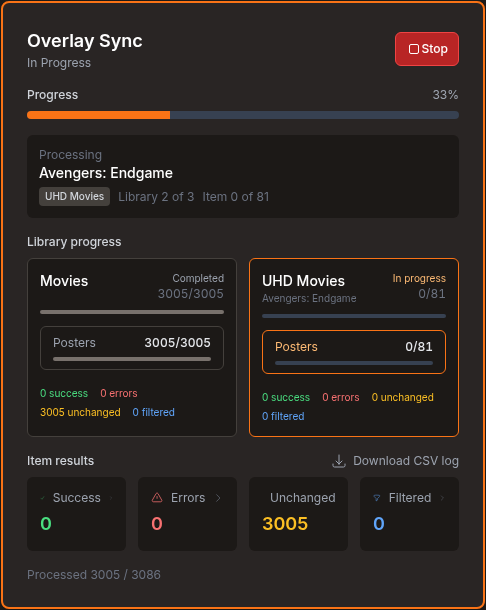 Overlay Sync
In Progress
Stop
Progress
33%
Processing
Avengers: Endgame
UHD Movies Library 2 of 3 Item 0 of 81
Library progress
Movies
Completed
3005/3005
Posters 3005/3005
0 success 0 errors
3005 unchanged 0 filtered
UHD Movies
In progress
Avengers: Endgame
0/81
Posters 0/81
0 success 0 errors 0 unchanged
0 filtered
Item results
Download CSV log
Success
0
Errors
0
Unchanged
3005
Filtered
0
Processed 3005 / 3086